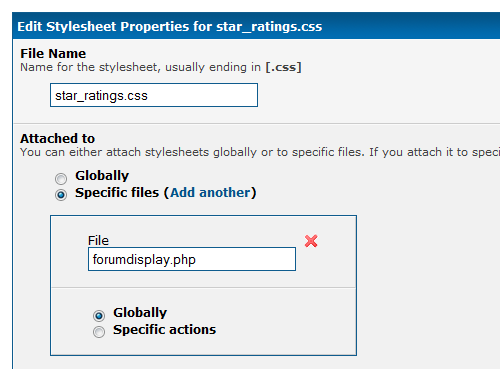 Edit Stylesheet Properties for star_ratings.css
File Name
Name for the stylesheet, usually ending in [.css]
star_ratings.css
Attached to
You can either attach stylesheets globally or to specific files. If you attach it to speci
Globally
Specific files (Add another)
File
forumdisplay.php
Globally
Specific actions